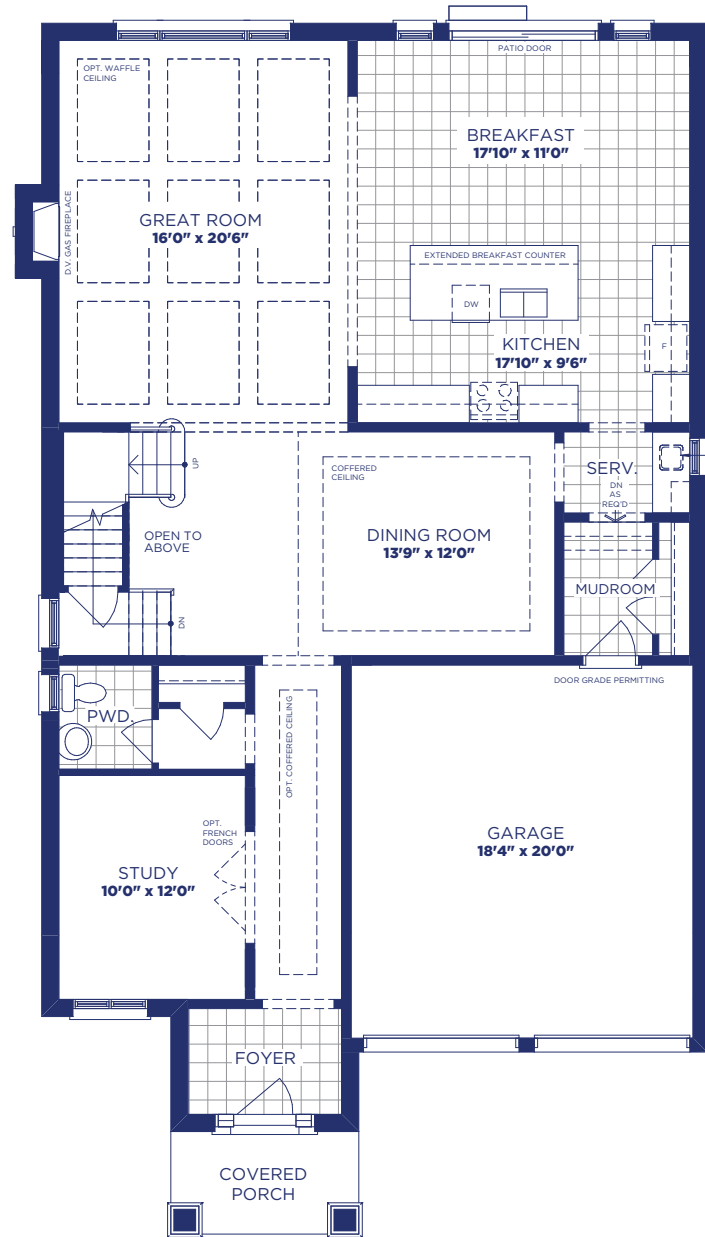 PATIO DOOR
OPT. WAFFLE
CEILING
BREAKFAST
17'10" x 11'0"
D.V. GAS FIREPLACE
GREAT ROOM
16'0" x 20'6"
EXTENDED BREAKFAST COUNTER
DW
KITCHEN
17'10" x 9'6"
F
UP
COFFERED
CEILING
SERV.
DN
AS
REQ'D
OPEN TO
ABOVE
DINING ROOM
13'9" x 12'0"
MUDROOM
DN
DOOR GRADE PERMITTING
PWD.
OPT. COFFERED CEILING
OPT.
FRENCH
DOORS
GARAGE
18'4" x 20'0"
STUDY
10'0" x 12'0"
FOYER
COVERED
PORCH